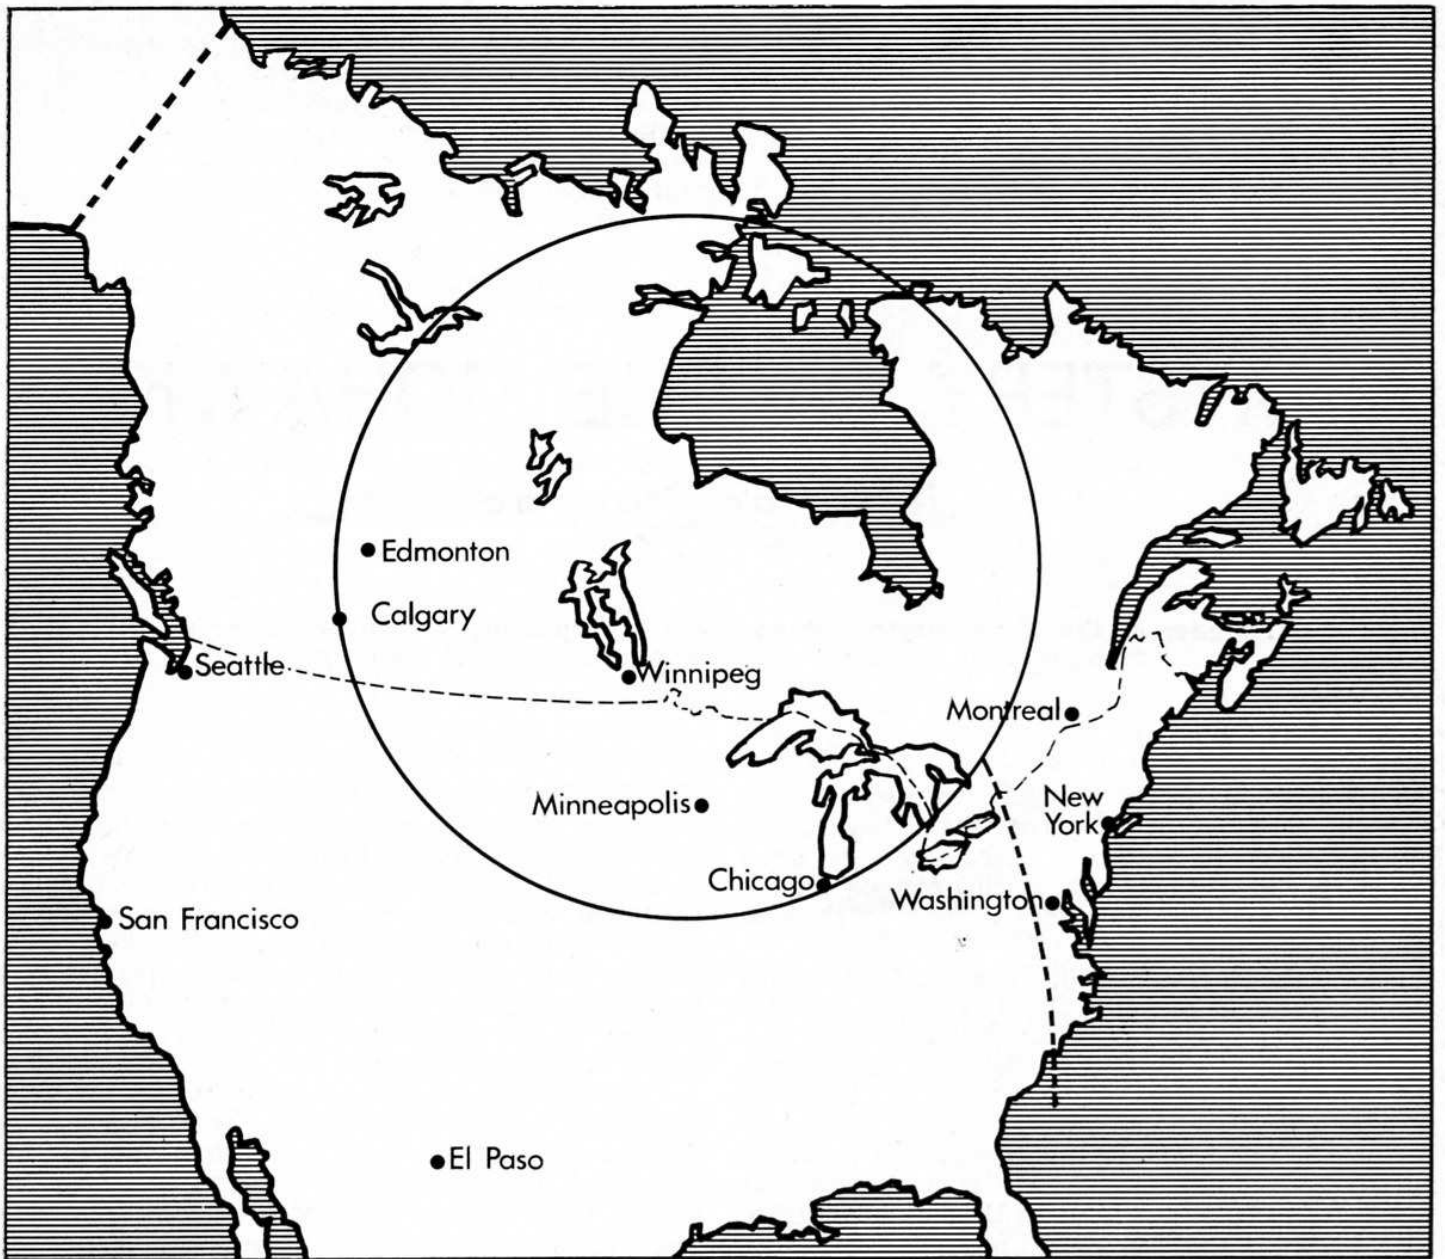 Edmonton
Calgary
Seattle
Winnipeg
Montreal
Minneapolis
New
York
Chicago
Washington
San Francisco
El Paso